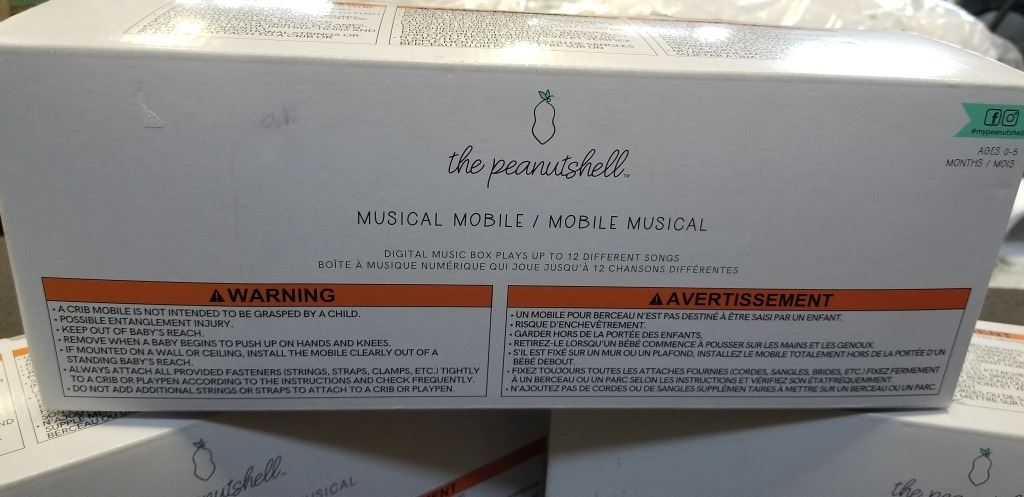 the peanutshell™
#mypeanutshell
AGES 0-5
MONTHS / MOIS
MUSICAL MOBILE / MOBILE MUSICAL
DIGITAL MUSIC BOX PLAYS UP TO 12 DIFFERENT SONGS
BOÎTE À MUSIQUE NUMÉRIQUE QUI JOUE JUSQU'À 12 CHANSONS DIFFÉRENTES
WARNING
• A CRIB MOBILE IS NOT INTENDED TO BE GRASPED BY A CHILD.
• POSSIBLE ENTANGLEMENT INJURY.
• KEEP OUT OF BABY'S REACH.
• REMOVE WHEN A BABY BEGINS TO PUSH UP ON HANDS AND KNEES.
• IF MOUNTED ON A WALL OR CEILING, INSTALL THE MOBILE CLEARLY OUT OF A
STANDING BABY'S REACH.
• ALWAYS ATTACH ALL PROVIDED FASTENERS (STRINGS, STRAPS, CLAMPS, ETC.) TIGHTLY
TO A CRIB OR PLAYPEN ACCORDING TO THE INSTRUCTIONS AND CHECK FREQUENTLY.
• DO NOT ADD ADDITIONAL STRINGS OR STRAPS TO ATTACH TO A CRIB OR PLAYPEN.
AVERTISSEMENT
• UN MOBILE POUR BERCEAU N'EST PAS DESTINÉ À ÊTRE SAISI PAR UN ENFANT.
• RISQUE D'ENCHEVÊTREMENT.
• GARDER HORS DE LA PORTÉE DES ENFANTS.
• RETIREZ-LE LORSQU'UN BÉBÉ COMMENCE À POUSSER SUR LES MAINS ET LES GENOUX.
• S'IL EST FIXÉ SUR UN MUR OU UN PLAFOND, INSTALLEZ LE MOBILE TOTALEMENT HORS DE LA PORTÉE D'UN
BÉBÉ DEBOUT.
• FIXEZ TOUJOURS TOUTES LES ATTACHES FOURNIES (CORDES, SANGLES, BRIDES, ETC.) FIXEZ FERMEMENT
À UN BERCEAU OU UN PARC SELON LES INSTRUCTIONS ET VÉRIFIEZ SON ÉTATFRÉQUEMMENT.
• N'AJOUTEZ PAS DE CORDES OU DE SANGLES SUPPLÉMEN TAIRES À METTRE SUR UN BERCEAU OU UN PARC.
nutshell™
USICAL
the pea